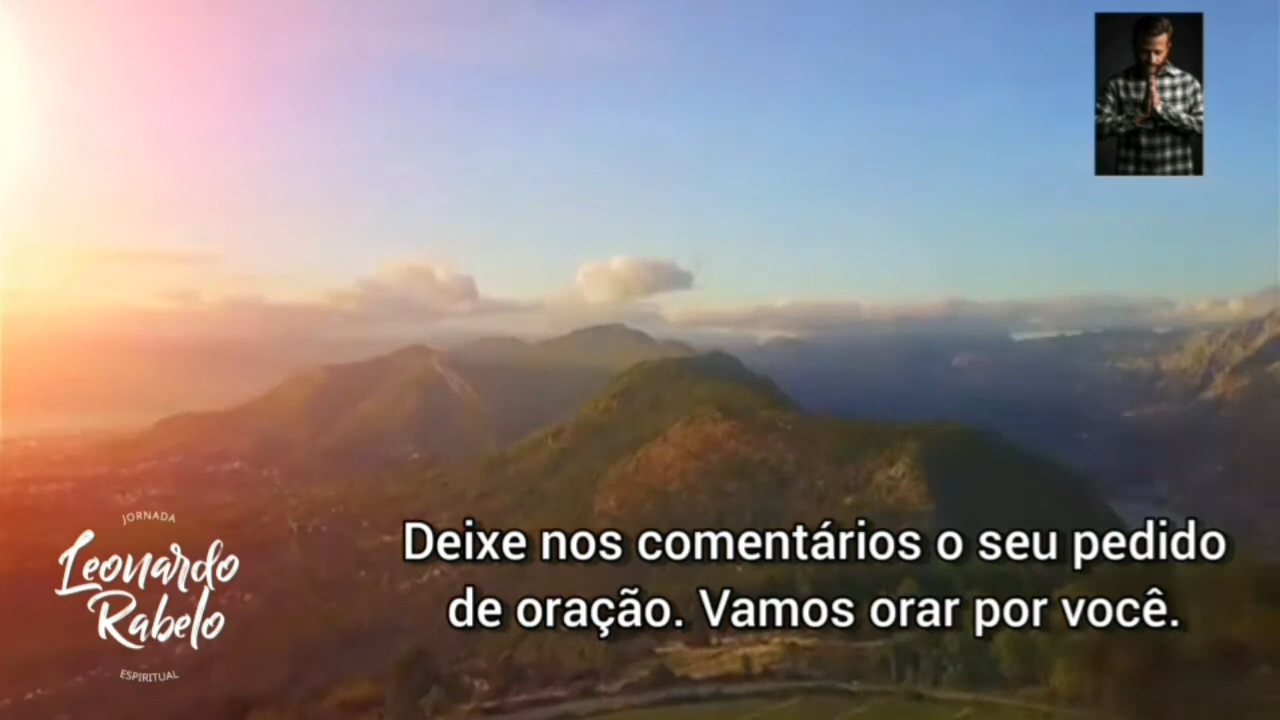 JORNADA
Leonardo
Rabelo
ESPIRITUAL
Deixe nos comentários o seu pedido
de oração. Vamos orar por você.